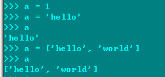 >>> a = 1
>>> a = 'hello'
>>> a
'hello'
>>> a = ['hello', 'world']
>>> a
['hello', 'world']